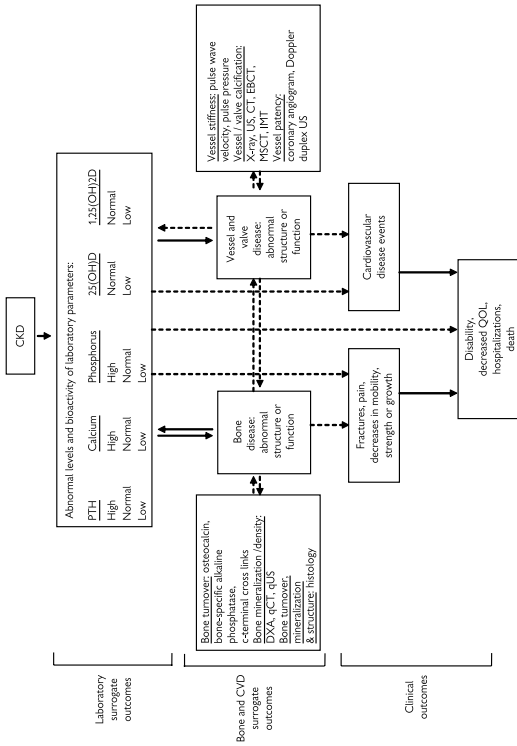 CKD
Abnormal levels and bioactivity of laboratory parameters:
PTH
High
Normal
Low
Calcium
High
Normal
Low
Phosphorus
High
Normal
Low
25(OH)D
Normal
Low
1,25(OH)2D
Normal
Low
Laboratory
surrogate
outcomes
Bone turnover: osteocalcin,
bone-specific alkaline
phosphatase,
c-terminal cross links
Bone mineralization /density:
DXA, qCT, qUS
Bone turnover,
mineralization
& structure: histology
Bone
disease:
abnormal
structure or
function
Vessel and
valve
disease:
abnormal
structure or
function
Vessel stiffness: pulse wave
velocity, pulse pressure
Vessel / valve calcification:
X-ray, US, CT, EBCT,
MSCT, IMT
Vessel patency:
coronary angiogram, Doppler
duplex US
Bone and CVD
surrogate
outcomes
Fractures, pain,
decreases in mobility,
strength or growth
Cardiovascular
disease events
Clinical
outcomes
Disability,
decreased QOL,
hospitalizations,
death